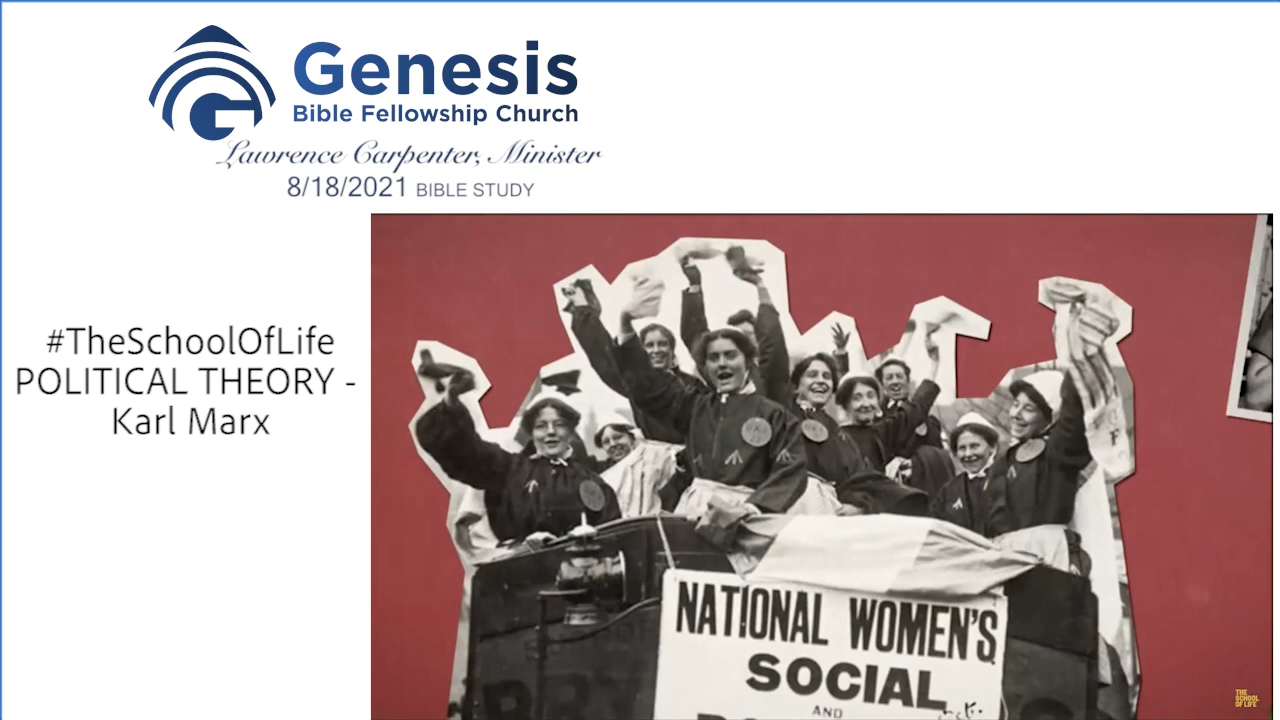 Genesis
Bible Fellowship Church
Lawrence Carpenter, Minister
8/18/2021 BIBLE STUDY
#TheSchoolOfLife
POLITICAL THEORY -
Karl Marx
NATIONAL WOMEN'S
SOCIAL
AND
THE
SCHOOL
OF LIFE